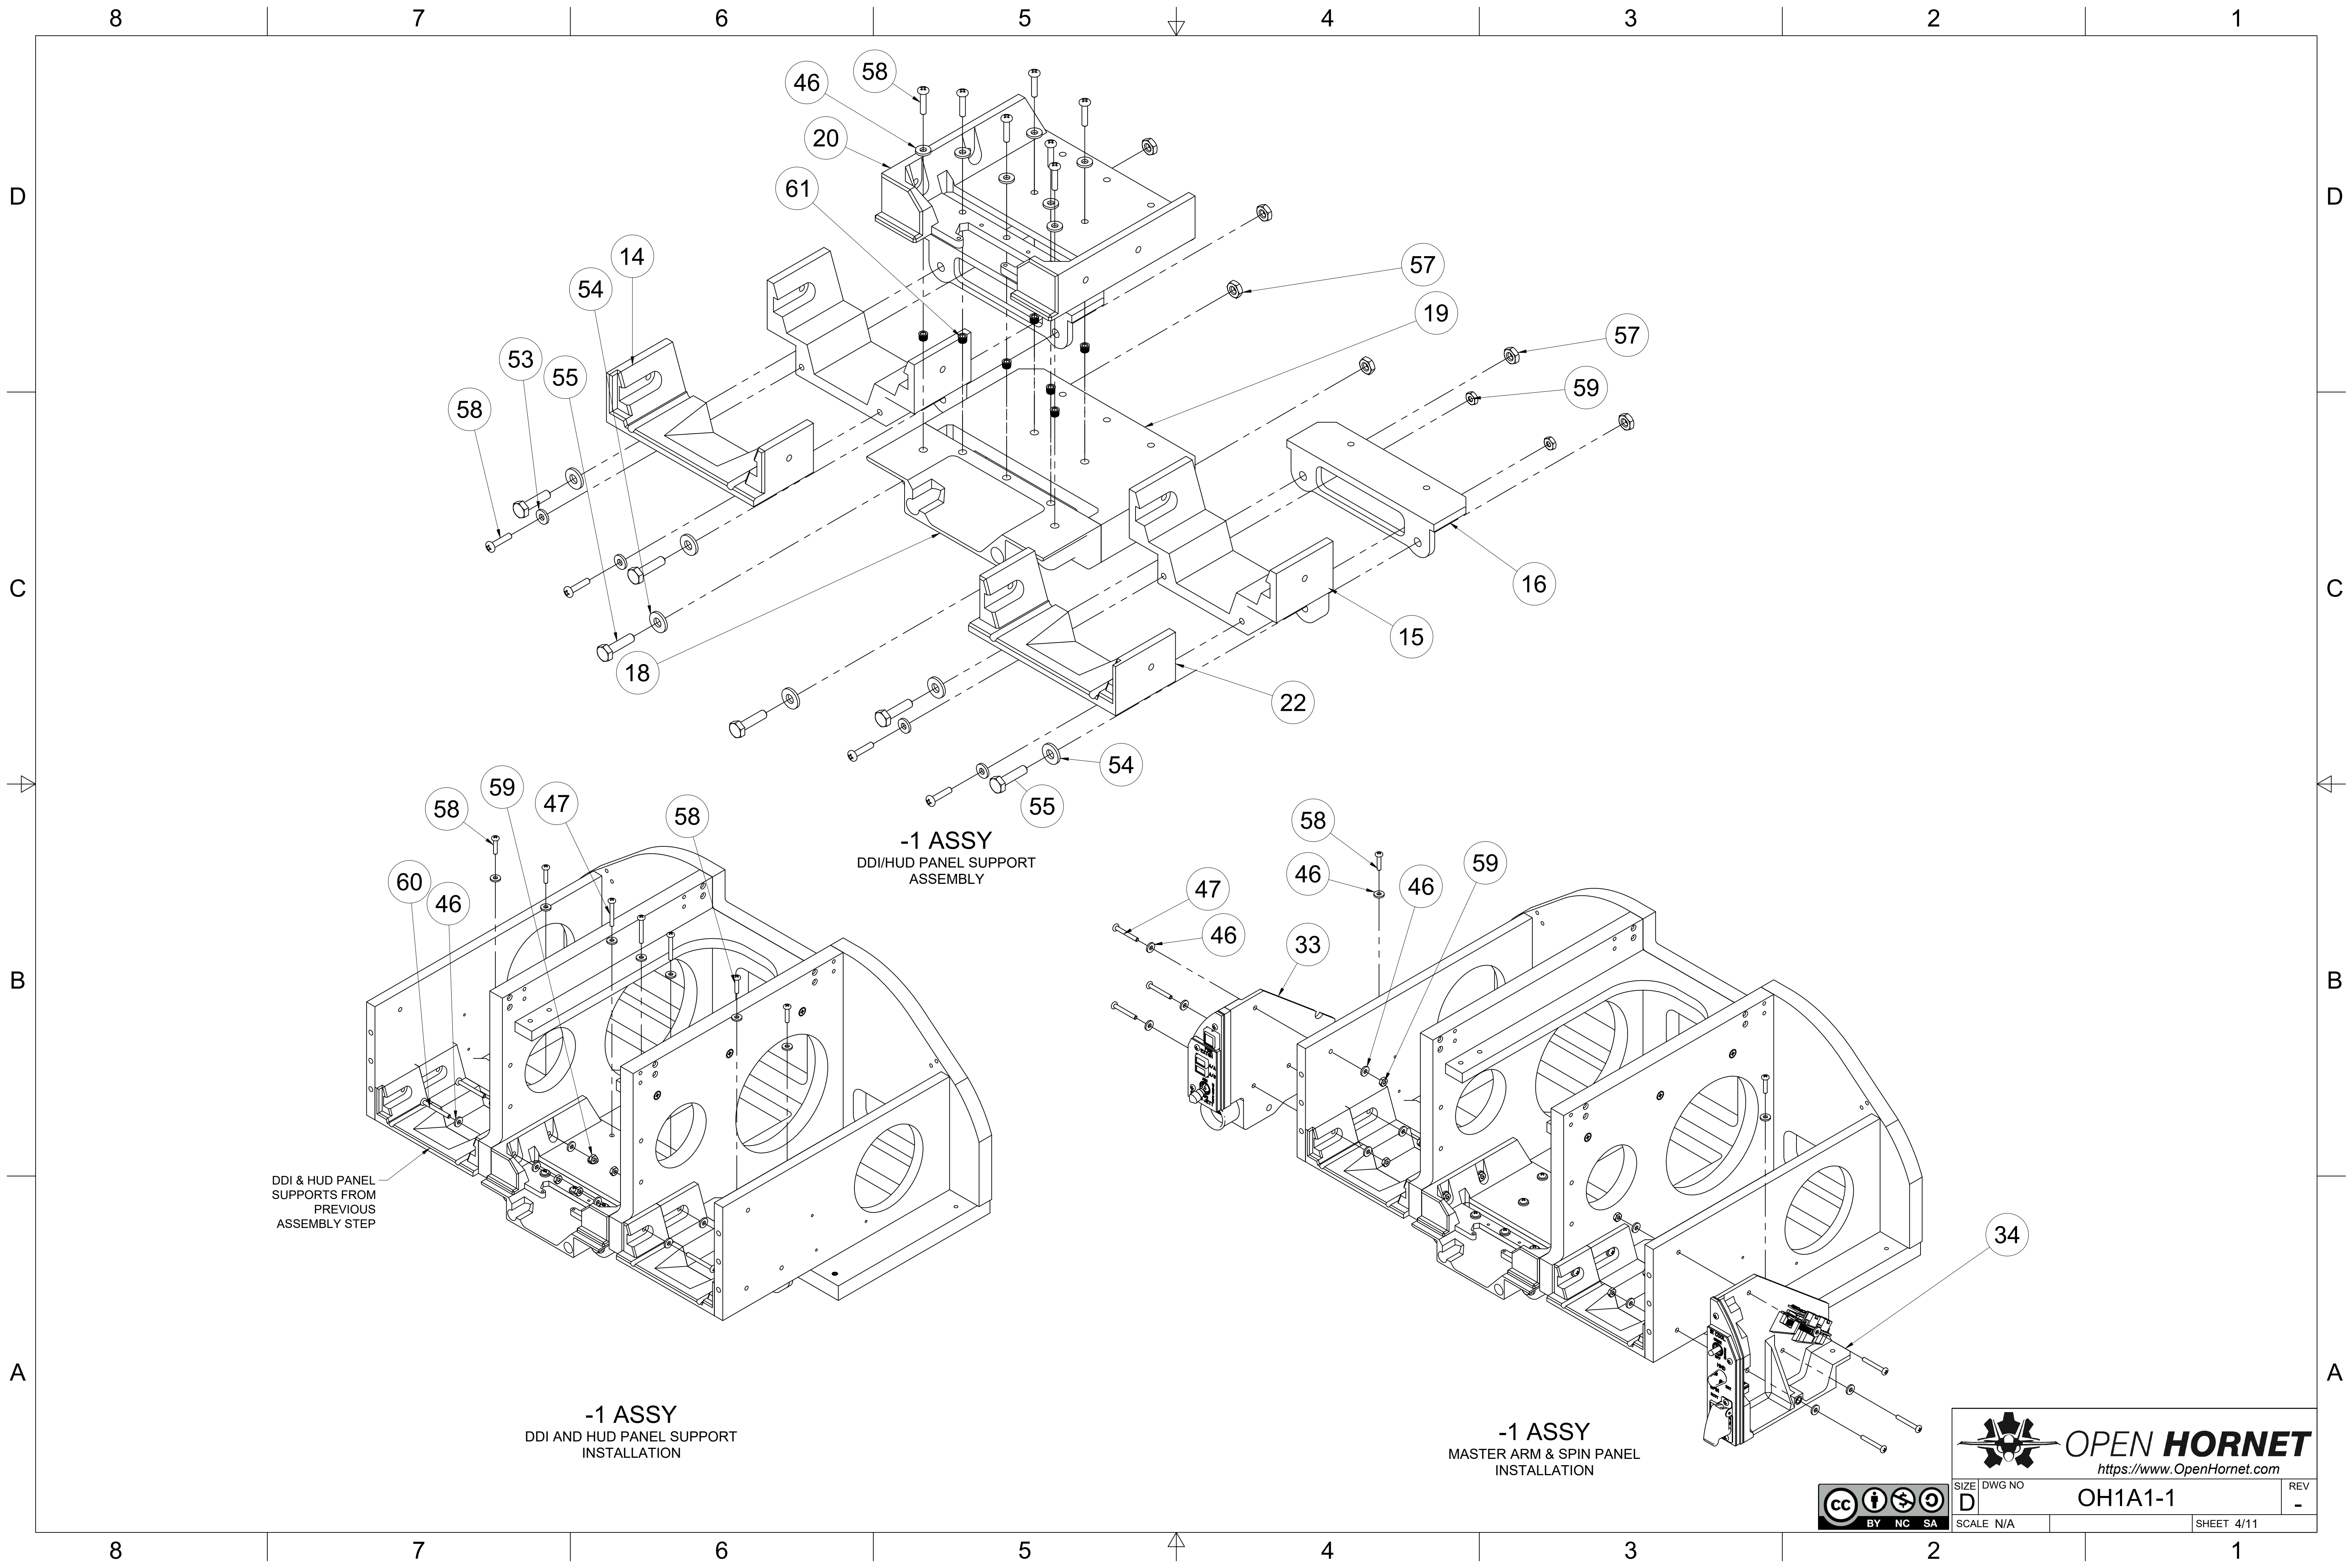 8 7 6 5 4 3 2 1
58
46
20
61
14
54
53
55
58
57
19
57
59
16
15
18
22
54
55
-1 ASSY
DDI/HUD PANEL SUPPORT
ASSEMBLY
D
D
C
C
59
47
58
58
60
46
DDI & HUD PANEL
SUPPORTS FROM
PREVIOUS
ASSEMBLY STEP
-1 ASSY
DDI AND HUD PANEL SUPPORT
INSTALLATION
58
46
46
59
47
46
33
34
-1 ASSY
MASTER ARM & SPIN PANEL
INSTALLATION
B
B
A
A
OPEN HORNET
https://www.OpenHornet.com
SIZE
D
DWG NO
OH1A1-1
REV
-
SCALE N/A
SHEET 4/11
cc
BY NC SA
8 7 6 5 4 3 2 1